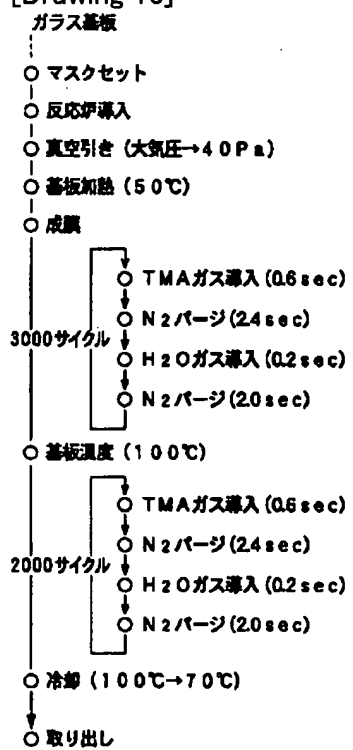 [Drawing 10]
ガラス基板
マスクセット
反応炉導入
真空引き (大気圧→40Pa)
基板加熱 (50℃)
成膜
TMAガス導入 (0.6sec)
N2パージ (2.4sec)
3000サイクル
H2Oガス導入 (0.2sec)
N2パージ (2.0sec)
基板温度 (100℃)
TMAガス導入 (0.6sec)
N2パージ (2.4sec)
2000サイクル
H2Oガス導入 (0.2sec)
N2パージ (2.0sec)
冷却 (100℃→70℃)
取り出し